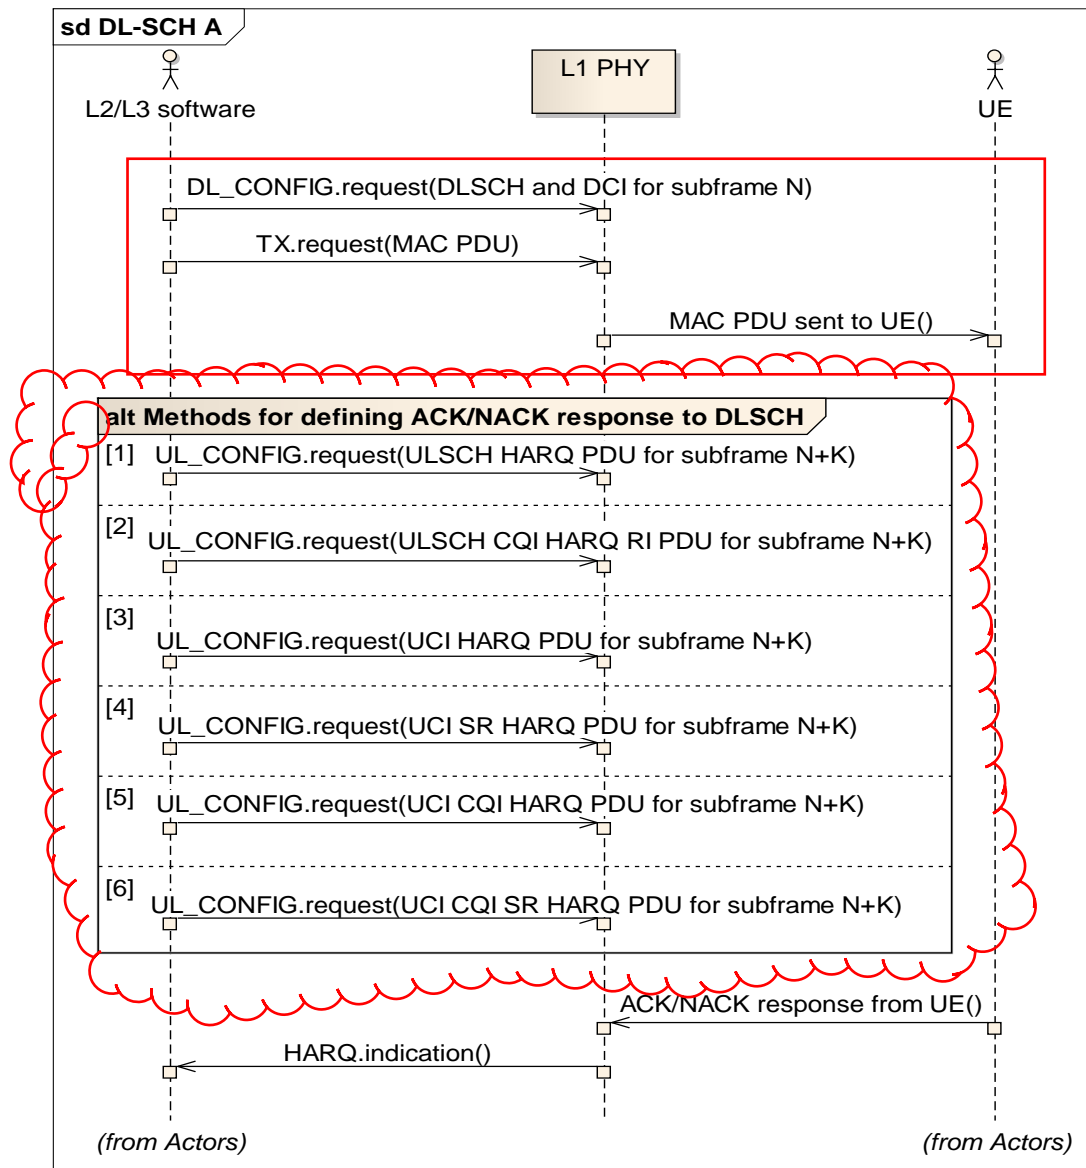 sd DL-SCH A
L2/L3 software
L1 PHY
UE
DL_CONFIG.request(DLSCH and DCI for subframe N)
TX.request(MAC PDU)
MAC PDU sent to UE()
alt Methods for defining ACK/NACK response to DLSCH
[1] UL_CONFIG.request(ULSCH HARQ PDU for subframe N+K)
[2]
UL_CONFIG.request(ULSCH CQI HARQ RI PDU for subframe N+K)
[3]
UL_CONFIG.request(UCI HARQ PDU for subframe N+K)
[4]
UL_CONFIG.request(UCI SR HARQ PDU for subframe N+K)
[5] UL_CONFIG.request(UCI CQI HARQ PDU for subframe N+K)
[6]
UL_CONFIG.request(UCI CQI SR HARQ PDU for subframe N+K)
ACK/NACK response from UE()
HARQ.indication()
(from Actors)
(from Actors)